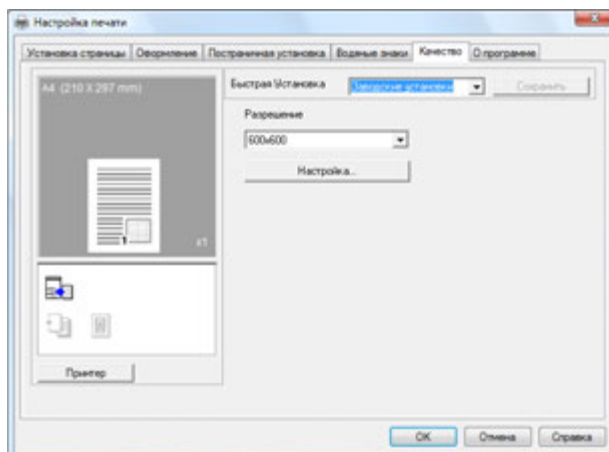 Настройка печати
Установка страницы Оформление Постраничная установка Водяные знаки Качество О программе
A4 (210 X 297 mm)
Быстрая Установка Заводские установки Сохранить
Разрешение
600x600
Настройка...
1
x1
Принтер
OK Отмена Справка